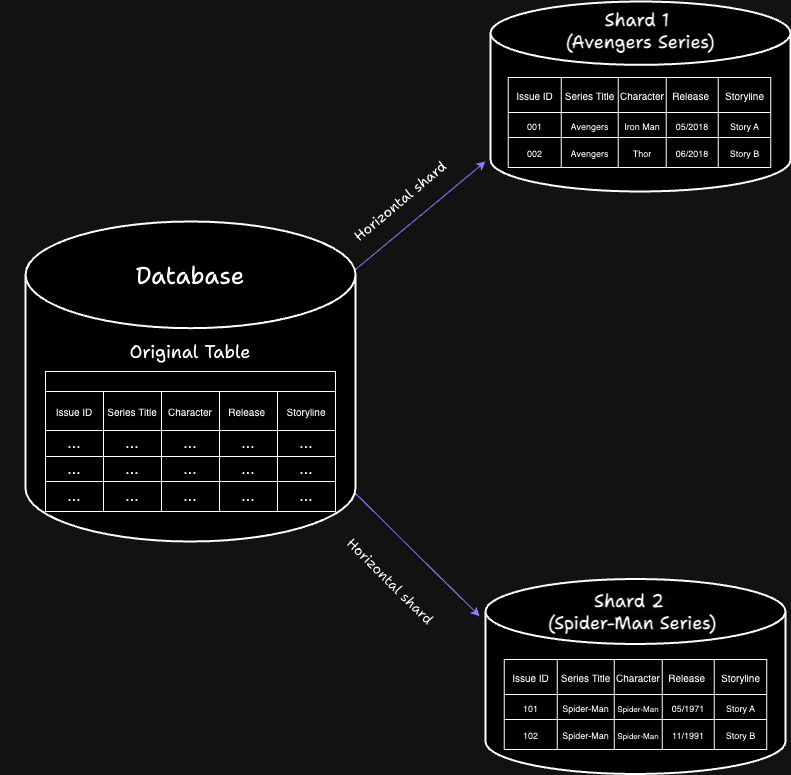 Shard 1
(Avengers Series)
Issue ID Series Title Character Release Storyline
001 Avengers Iron Man 05/2018 Story A
002 Avengers Thor 06/2018 Story B
Horizontal shard
Database
Original Table
Issue ID Series Title Character Release Storyline
... ... ... ... ...
... ... ... ... ...
... ... ... ... ...
Horizontal shard
Shard 2
(Spider-Man Series)
Issue ID Series Title Character Release Storyline
101 Spider-Man Spider-Man 05/1971 Story A
102 Spider-Man Spider-Man 11/1991 Story B